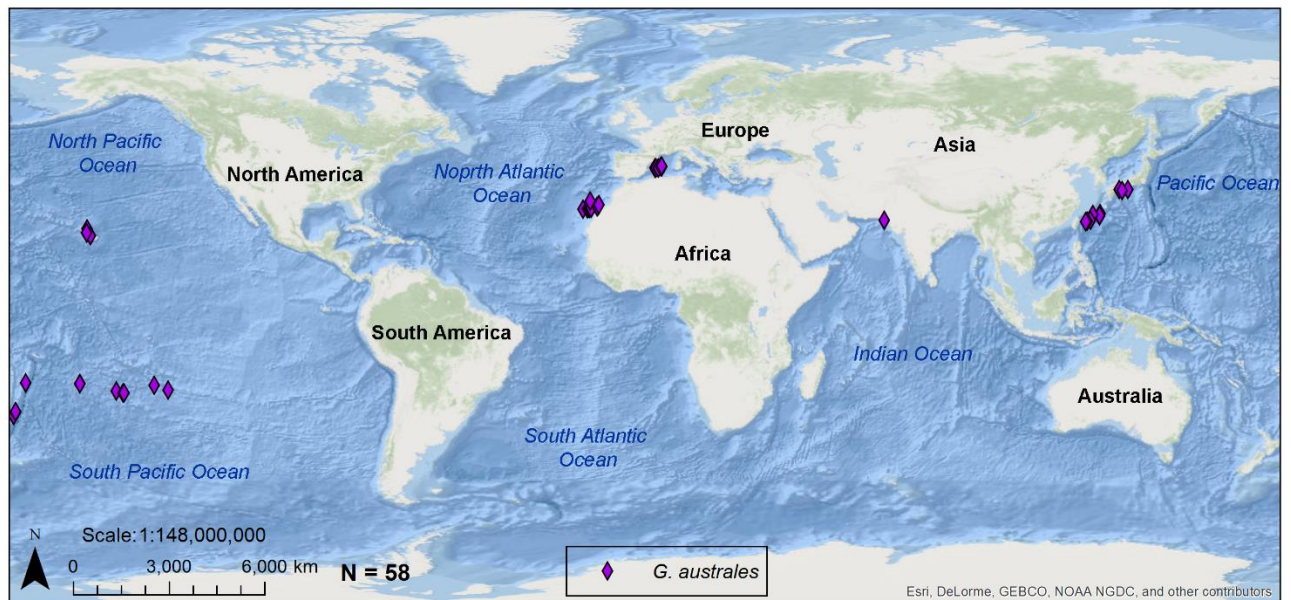 North Pacific
Ocean
North America
Noprth Atlantic
Ocean
Europe
Asia
Pacific Ocean
Africa
South America
Indian Ocean
Australia
South Atlantic
Ocean
South Pacific Ocean
N
Scale:1:148,000,000
0 3,000 6,000 km
N = 58
G. australes
Esri, DeLorme, GEBCO, NOAA NGDC, and other contributors